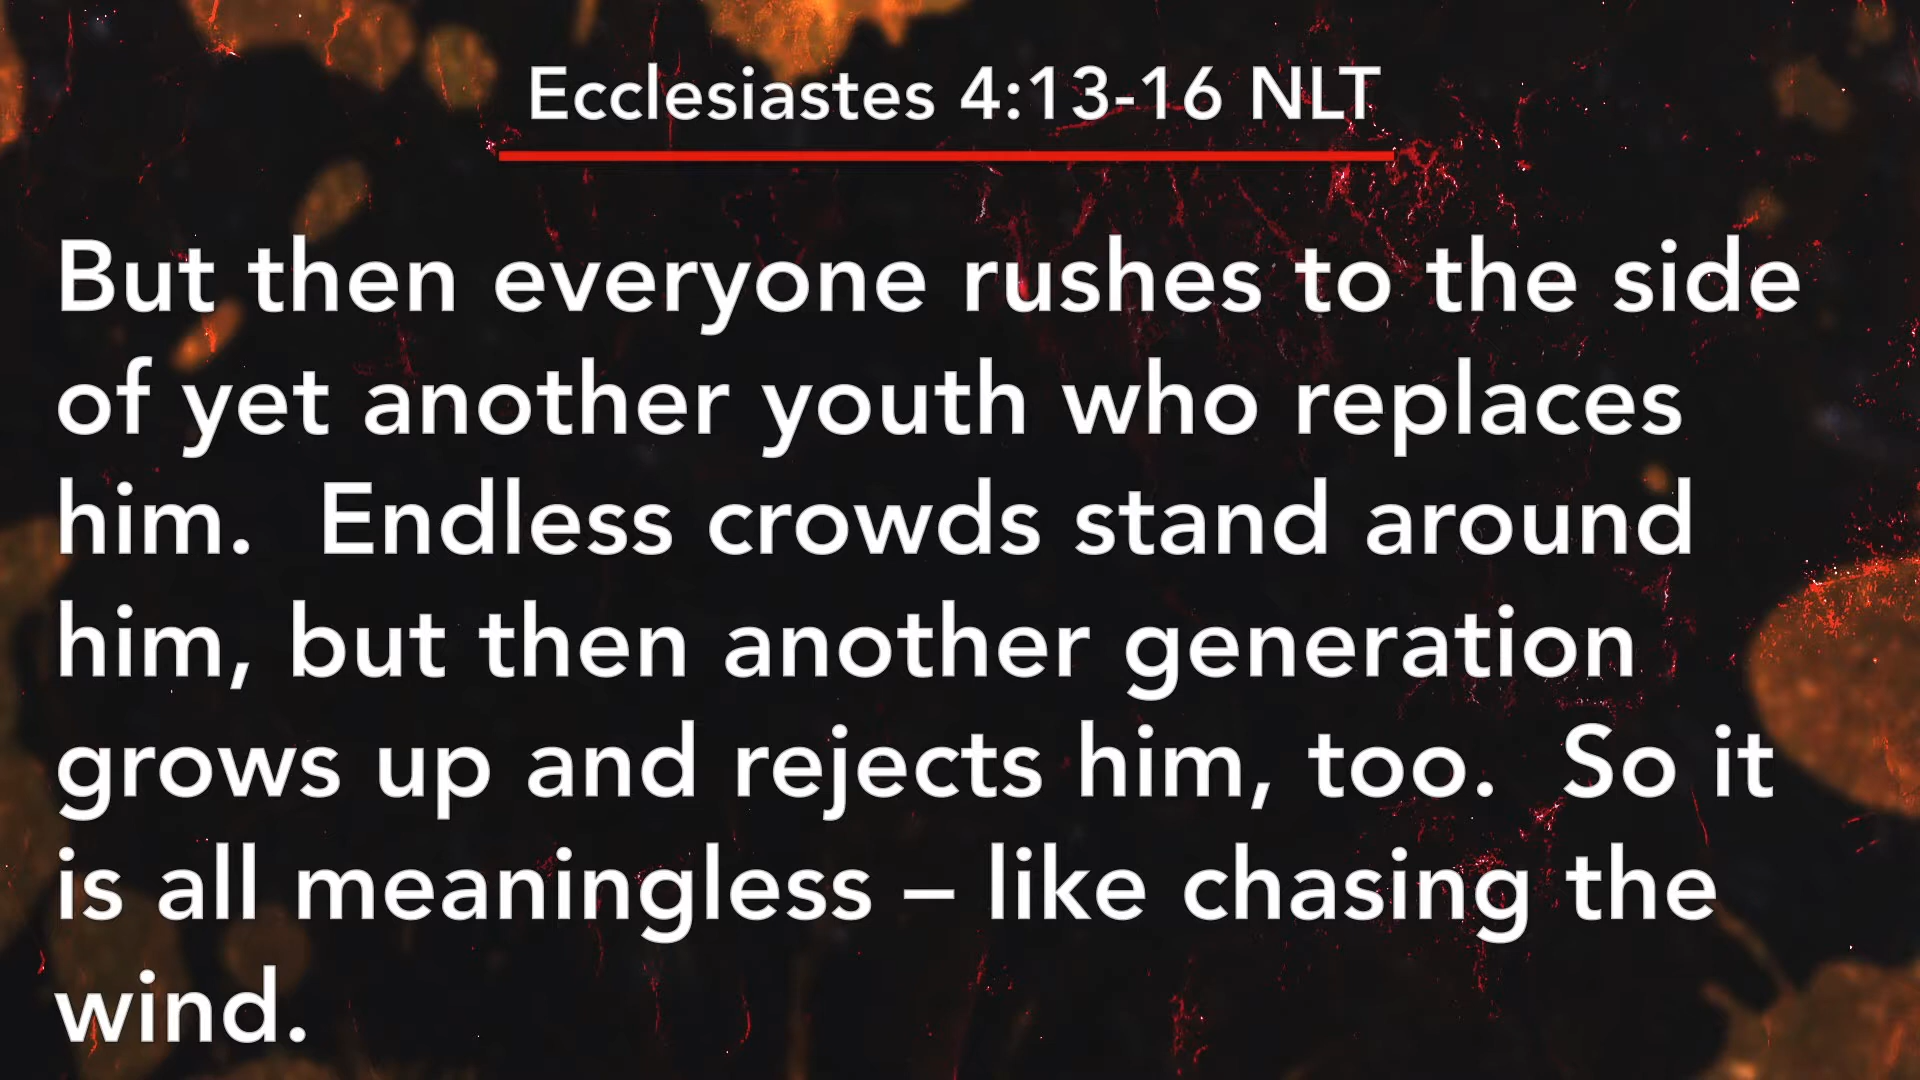 Ecclesiastes 4:13-16 NLT
But then everyone rushes to the side
of yet another youth who replaces
him.  Endless crowds stand around
him, but then another generation
grows up and rejects him, too.  So it
is all meaningless – like chasing the
wind.